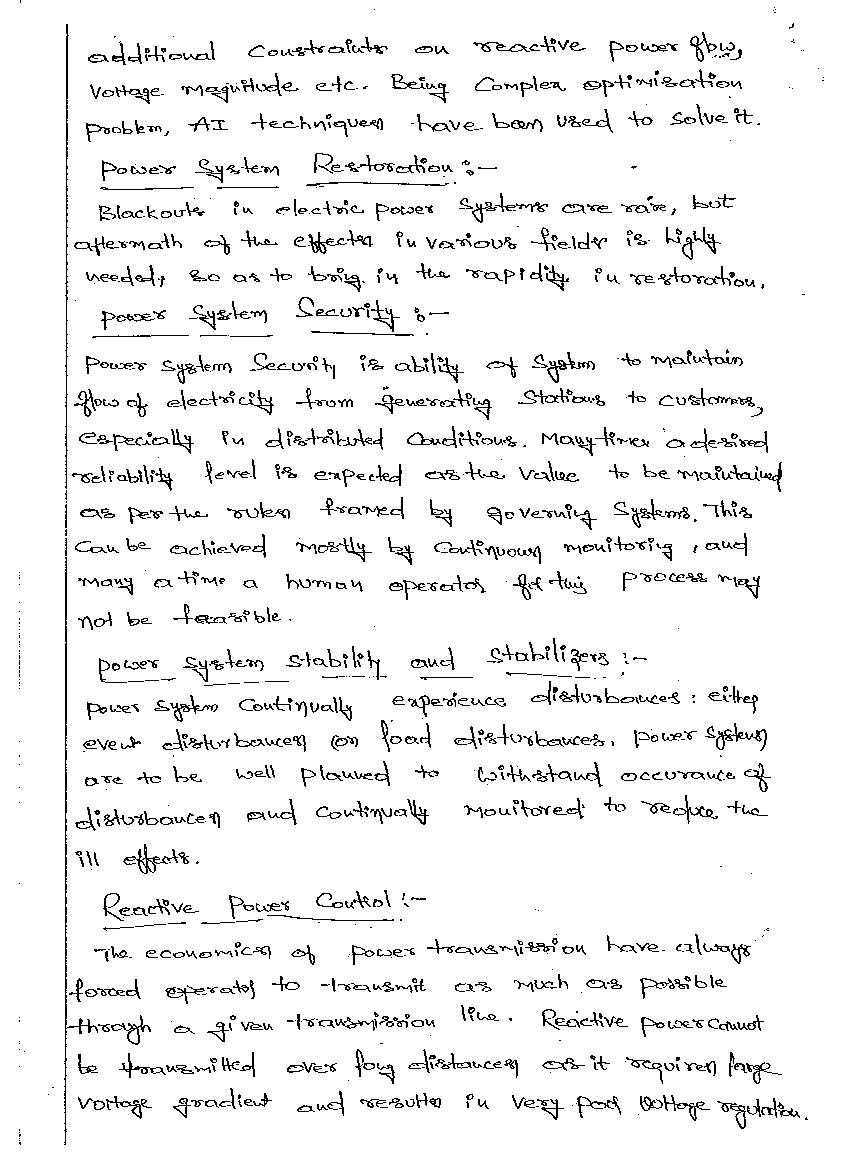 additional constraints on reactive power flow,
Voltage magnitude etc. Being Complex optimisation
problem, AI techniques have been used to solve it.
Power System Restoration :-
Blackouts in electric power systems are rare, but
aftermath of the effects in various fields is highly
needed, so as to bring in the rapidity in restoration.
Power System Security :-
Power System Security is ability of System to maintain
flow of electricity from generating Stations to customers,
especially in distributed Conditions. Many times a desired
reliability level is expected as the value to be maintained
as per the rules framed by governing Systems. This
Can be achieved mostly by Continuous monitoring, and
many a time a human operator for this process may
not be feasible.
Power System Stability and Stabilizers :-
Power System Continually experience disturbances : either
event disturbances (or) load disturbances. Power Systems
are to be well planned to withstand occurance of
disturbances and Continually monitored to reduce the
ill effects.
Reactive Power Control :-
The economics of power transmission have always
forced operator to transmit as much as possible
through a given transmission line. Reactive power cannot
be transmitted over long distances as it requires large
Voltage gradient and results in very poor Voltage regulation.